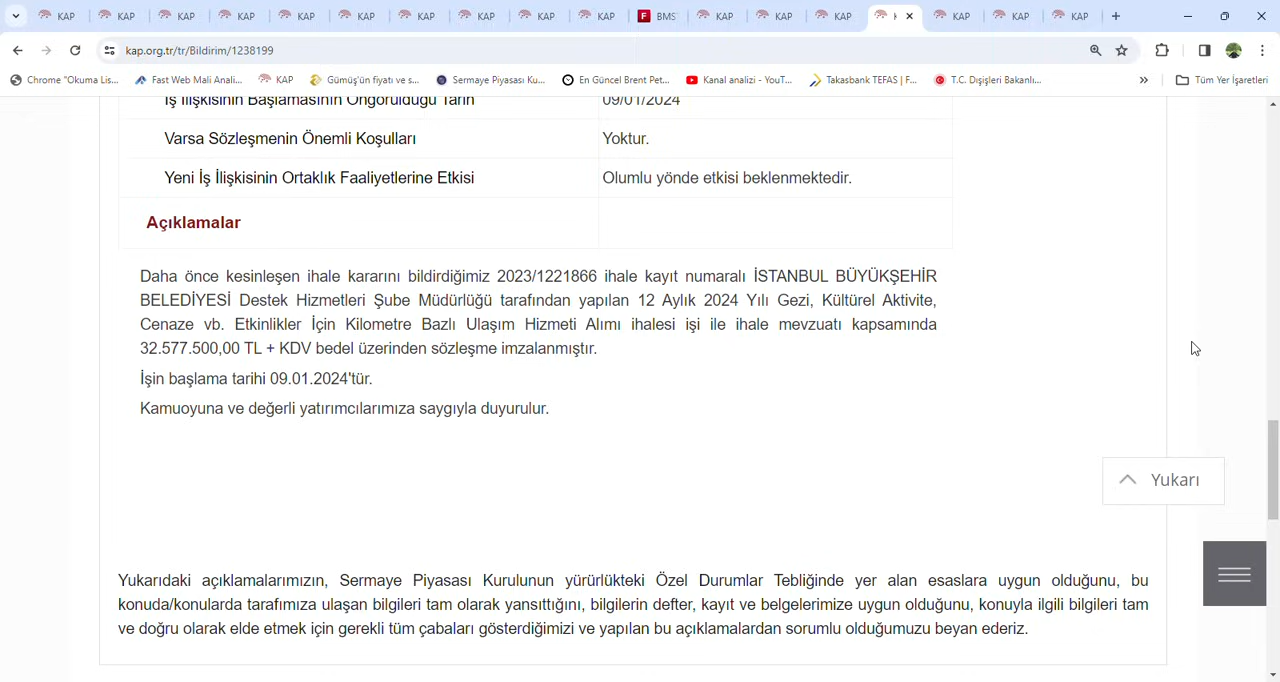 KAP KAP KAP KAP KAP KAP KAP KAP KAP KAP BMS KAP KAP KAP KAP KAP KAP
kap.org.tr/tr/Bildirim/1238199
Chrome "Okuma Lis... Fast Web Mali Anali... KAP Gümüş'ün fiyatı ve s... Sermaye Piyasası Ku... En Güncel Brent Pet... Kanal analizi - YouT... Takasbank TEFAS | F... T.C. Dışişleri Bakanlı... » Tüm Yer İşaretleri
İş İlişkisinin Başlamasının Öngörüldüğü Tarih 09/01/2024
Varsa Sözleşmenin Önemli Koşulları Yoktur.
Yeni İş İlişkisinin Ortaklık Faaliyetlerine Etkisi Olumlu yönde etkisi beklenmektedir.
Açıklamalar
Daha önce kesinleşen ihale kararını bildirdiğimiz 2023/1221866 ihale kayıt numaralı İSTANBUL BÜYÜKŞEHİR
BELEDİYESİ Destek Hizmetleri Şube Müdürlüğü tarafından yapılan 12 Aylık 2024 Yılı Gezi, Kültürel Aktivite,
Cenaze vb. Etkinlikler İçin Kilometre Bazlı Ulaşım Hizmeti Alımı ihalesi işi ile ihale mevzuatı kapsamında
32.577.500,00 TL + KDV bedel üzerinden sözleşme imzalanmıştır.
İşin başlama tarihi 09.01.2024'tür.
Kamuoyuna ve değerli yatırımcılarımıza saygıyla duyurulur.
Yukarı
Yukarıdaki açıklamalarımızın, Sermaye Piyasası Kurulunun yürürlükteki Özel Durumlar Tebliğinde yer alan esaslara uygun olduğunu, bu
konuda/konularda tarafımıza ulaşan bilgileri tam olarak yansıttığını, bilgilerin defter, kayıt ve belgelerimize uygun olduğunu, konuyla ilgili bilgileri tam
ve doğru olarak elde etmek için gerekli tüm çabaları gösterdiğimizi ve yapılan bu açıklamalardan sorumlu olduğumuzu beyan ederiz.